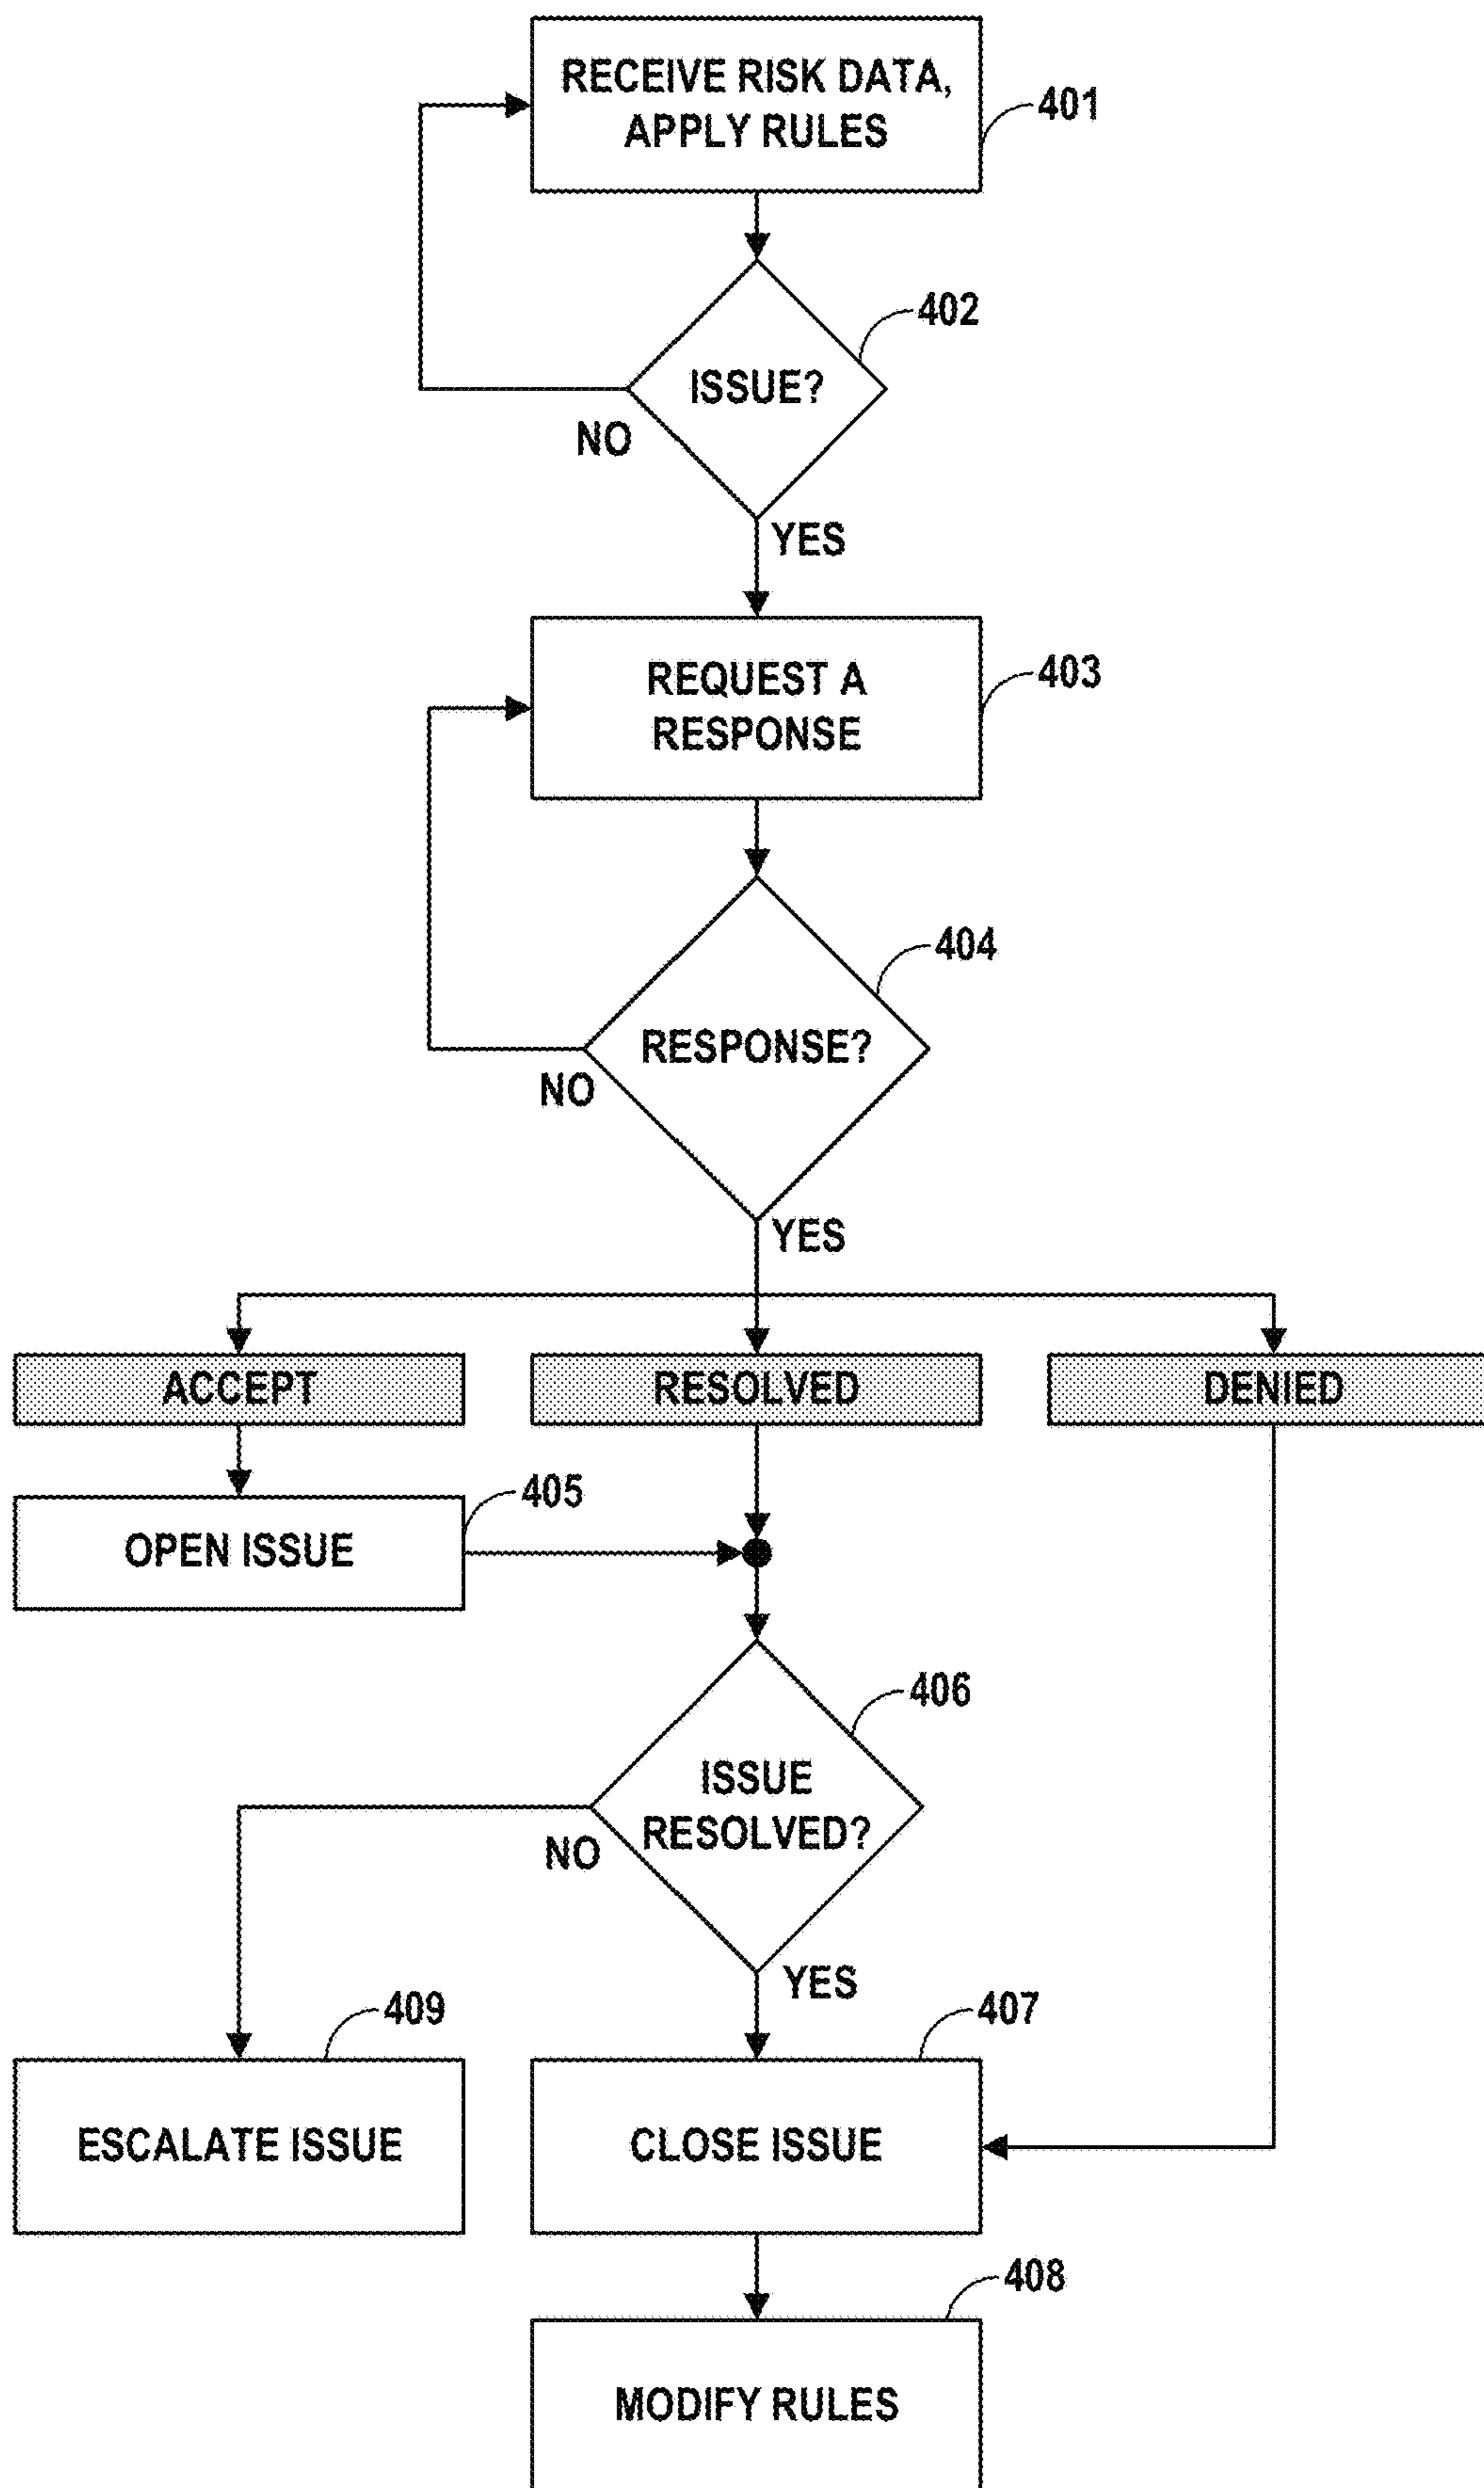 RECEIVE RISK DATA,
APPLY RULES
401
402
ISSUE?
NO
YES
REQUEST A
RESPONSE
403
404
RESPONSE?
NO
YES
ACCEPT
RESOLVED
DENIED
405
OPEN ISSUE
406
ISSUE
RESOLVED?
NO
YES
409
407
ESCALATE ISSUE
CLOSE ISSUE
408
MODIFY RULES